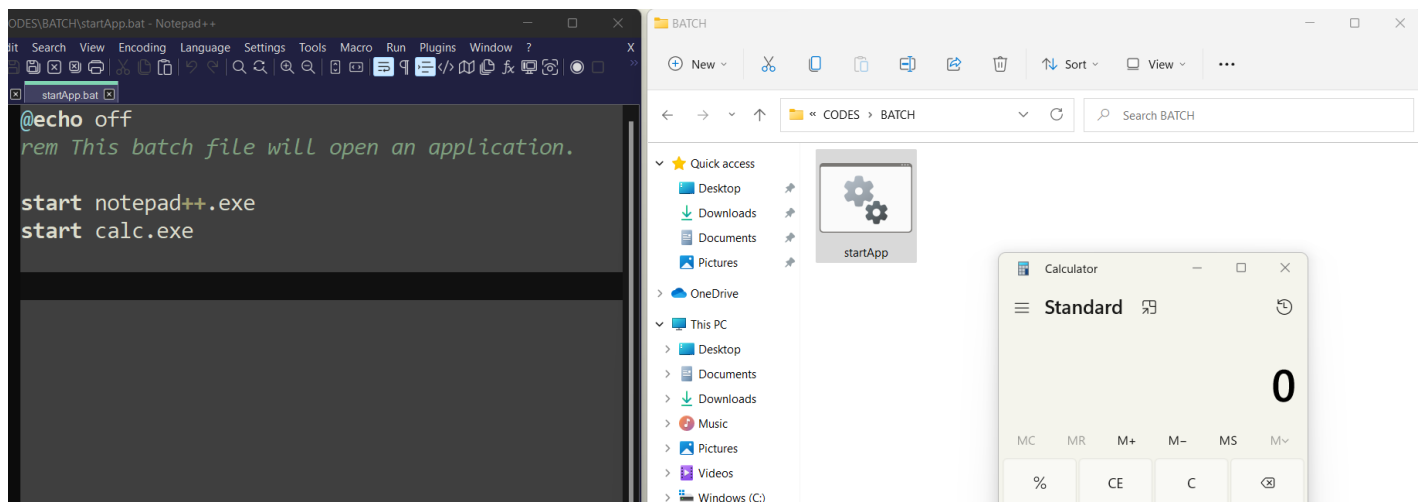 ODES\BATCH\startApp.bat - Notepad++
dit Search View Encoding Language Settings Tools Macro Run Plugins Window ? X
startApp.bat
@echo off
rem This batch file will open an application.
start notepad++.exe
start calc.exe
BATCH
New Sort View
« CODES > BATCH
Search BATCH
Quick access
Desktop
Downloads
Documents
Pictures
OneDrive
This PC
Desktop
Documents
Downloads
Music
Pictures
Videos
Windows (C:)
startApp
Calculator
Standard
0
MC MR M+ M− MS M˅
% CE C